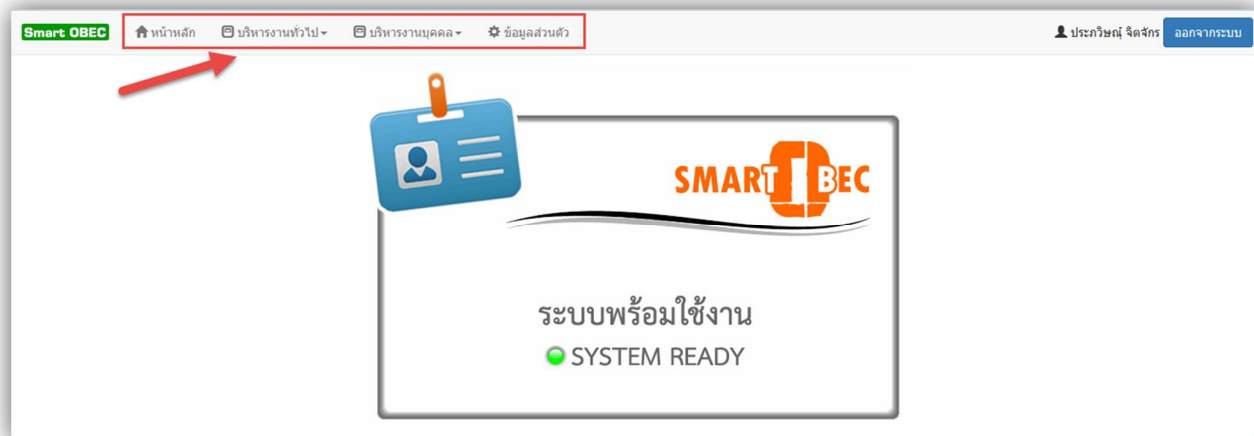 Smart OBEC หน้าหลัก บริหารงานทั่วไป บริหารงานบุคคล ข้อมูลส่วนตัว ประภวิษณุ์ จิตจักร ออกจากระบบ
SMART OBEC
ระบบพร้อมใช้งาน
SYSTEM READY